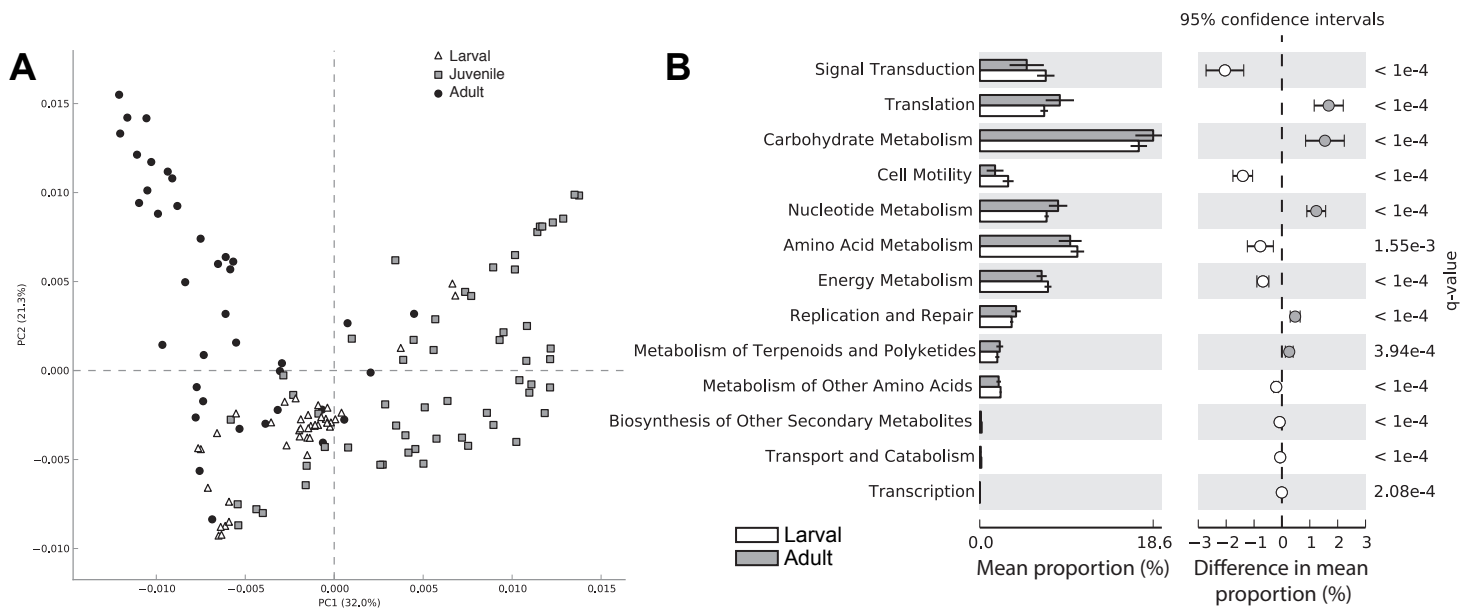 A
Larval
Juvenile
Adult
0.015
0.010
0.005
0.000
−0.005
−0.010
PC2 (21.3%)
−0.010
−0.005
0.000
0.005
0.010
0.015
PC1 (32.0%)
B
95% confidence intervals
Signal Transduction
< 1e-4
Translation
< 1e-4
Carbohydrate Metabolism
< 1e-4
Cell Motility
< 1e-4
Nucleotide Metabolism
< 1e-4
Amino Acid Metabolism
1.55e-3
Energy Metabolism
< 1e-4
Replication and Repair
< 1e-4
Metabolism of Terpenoids and Polyketides
3.94e-4
Metabolism of Other Amino Acids
< 1e-4
Biosynthesis of Other Secondary Metabolites
< 1e-4
Transport and Catabolism
< 1e-4
Transcription
2.08e-4
q-value
Larval
Adult
0.0
18.6
Mean proportion (%)
−3 −2 −1 0 1 2 3
Difference in mean
proportion (%)